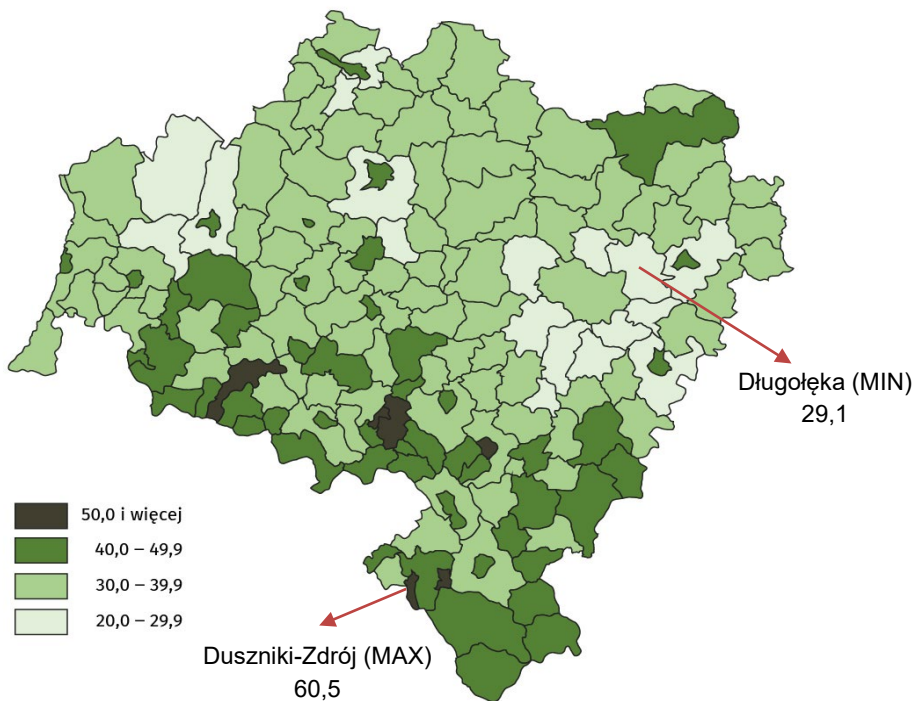 Długołęka (MIN)
29,1
50,0 i więcej
40,0 – 49,9
30,0 – 39,9
20,0 – 29,9
Duszniki-Zdrój (MAX)
60,5